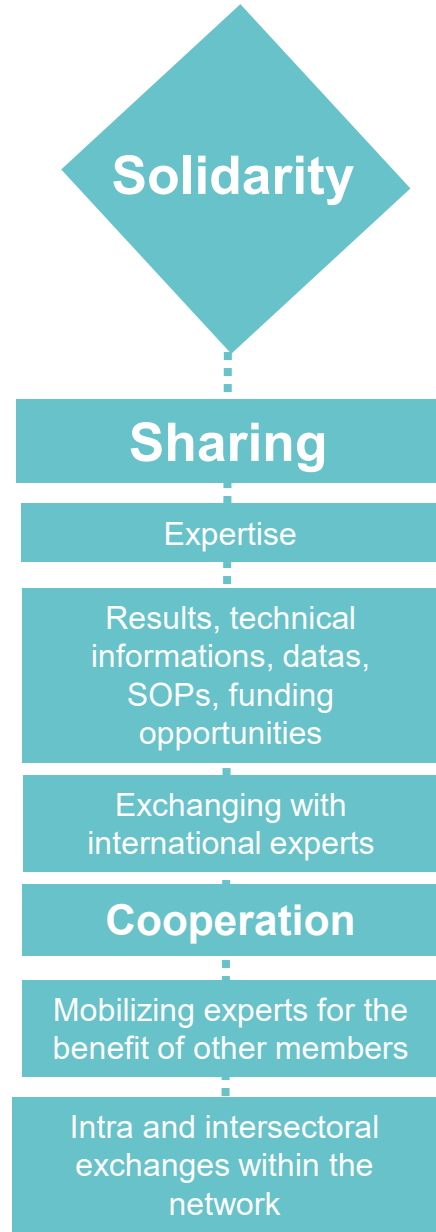 Solidarity
Sharing
Expertise
Results, technical
informations, datas,
SOPs, funding
opportunities
Exchanging with
international experts
Cooperation
Mobilizing experts for the
benefit of other members
Intra and intersectoral
exchanges within the
network